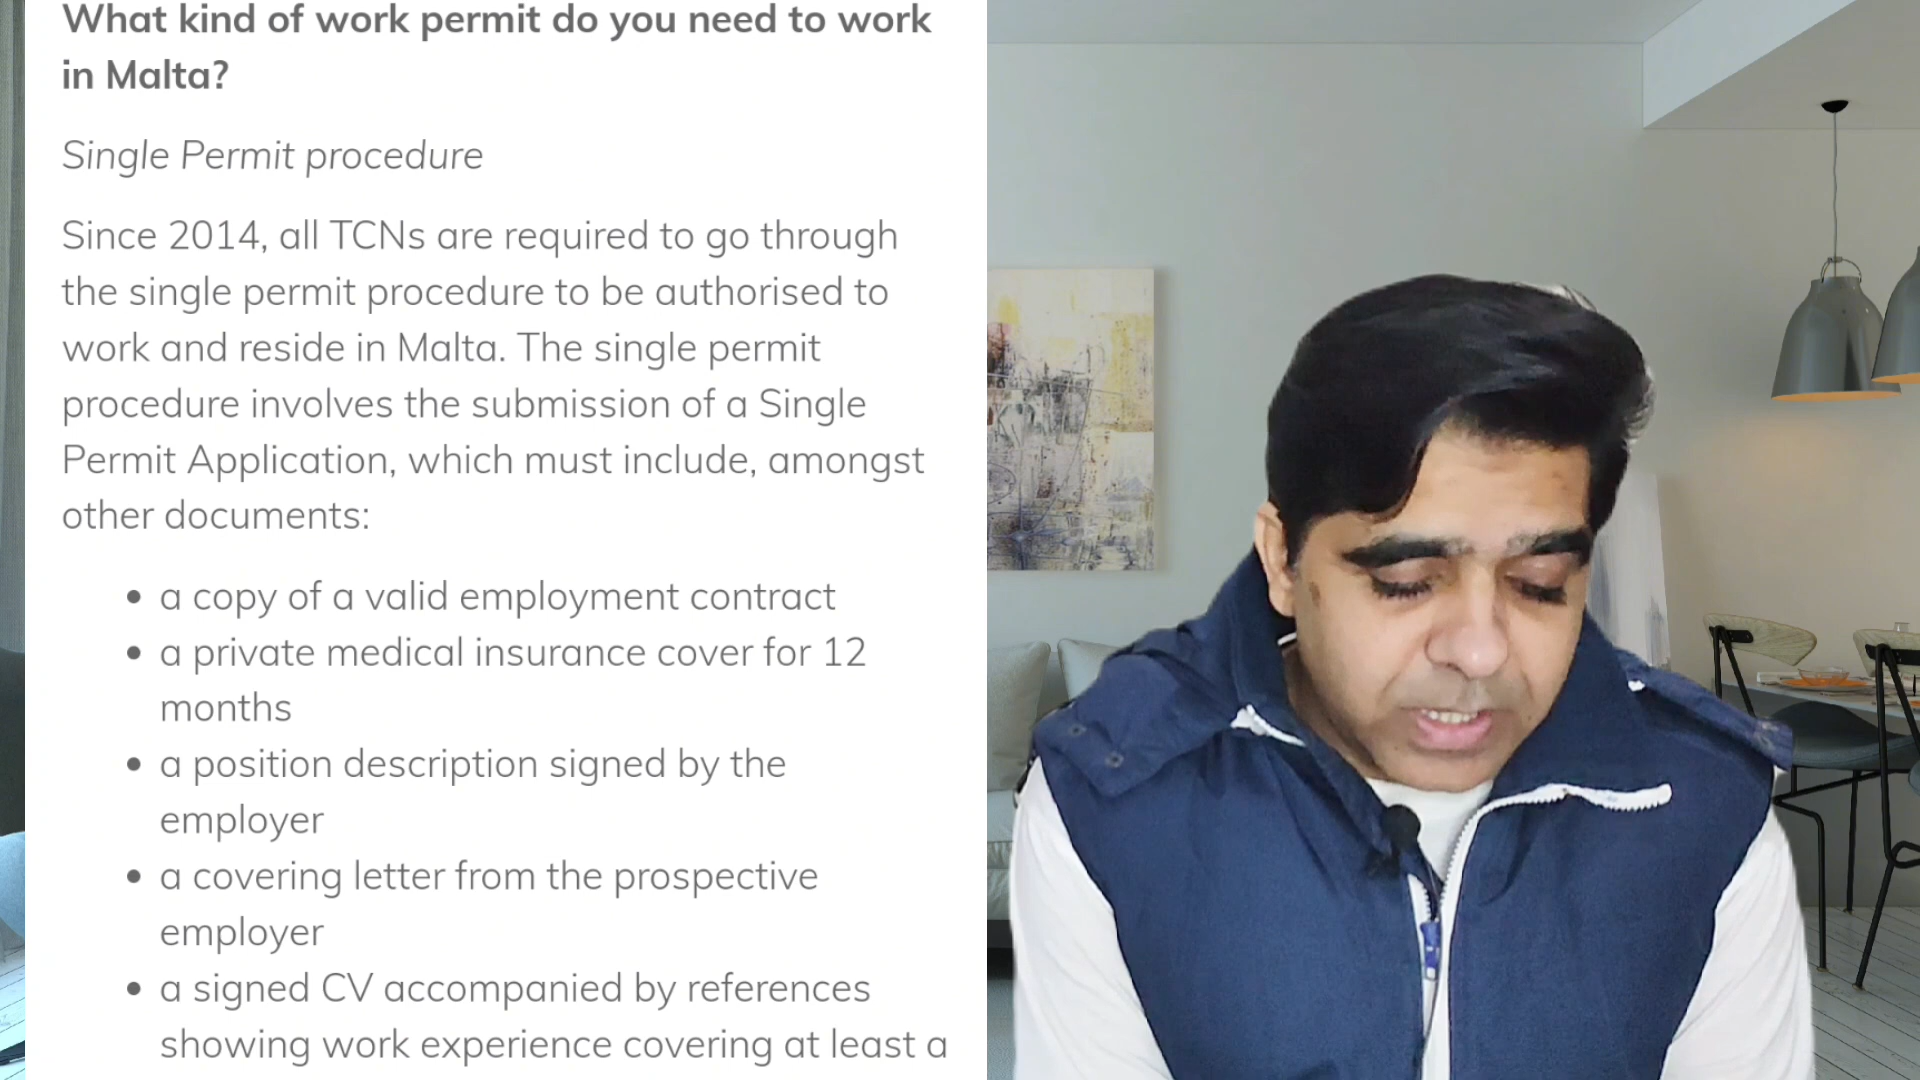 What kind of work permit do you need to work
in Malta?
Single Permit procedure
Since 2014, all TCNs are required to go through
the single permit procedure to be authorised to
work and reside in Malta. The single permit
procedure involves the submission of a Single
Permit Application, which must include, amongst
other documents:
• a copy of a valid employment contract
• a private medical insurance cover for 12
months
• a position description signed by the
employer
• a covering letter from the prospective
employer
• a signed CV accompanied by references
showing work experience covering at least a